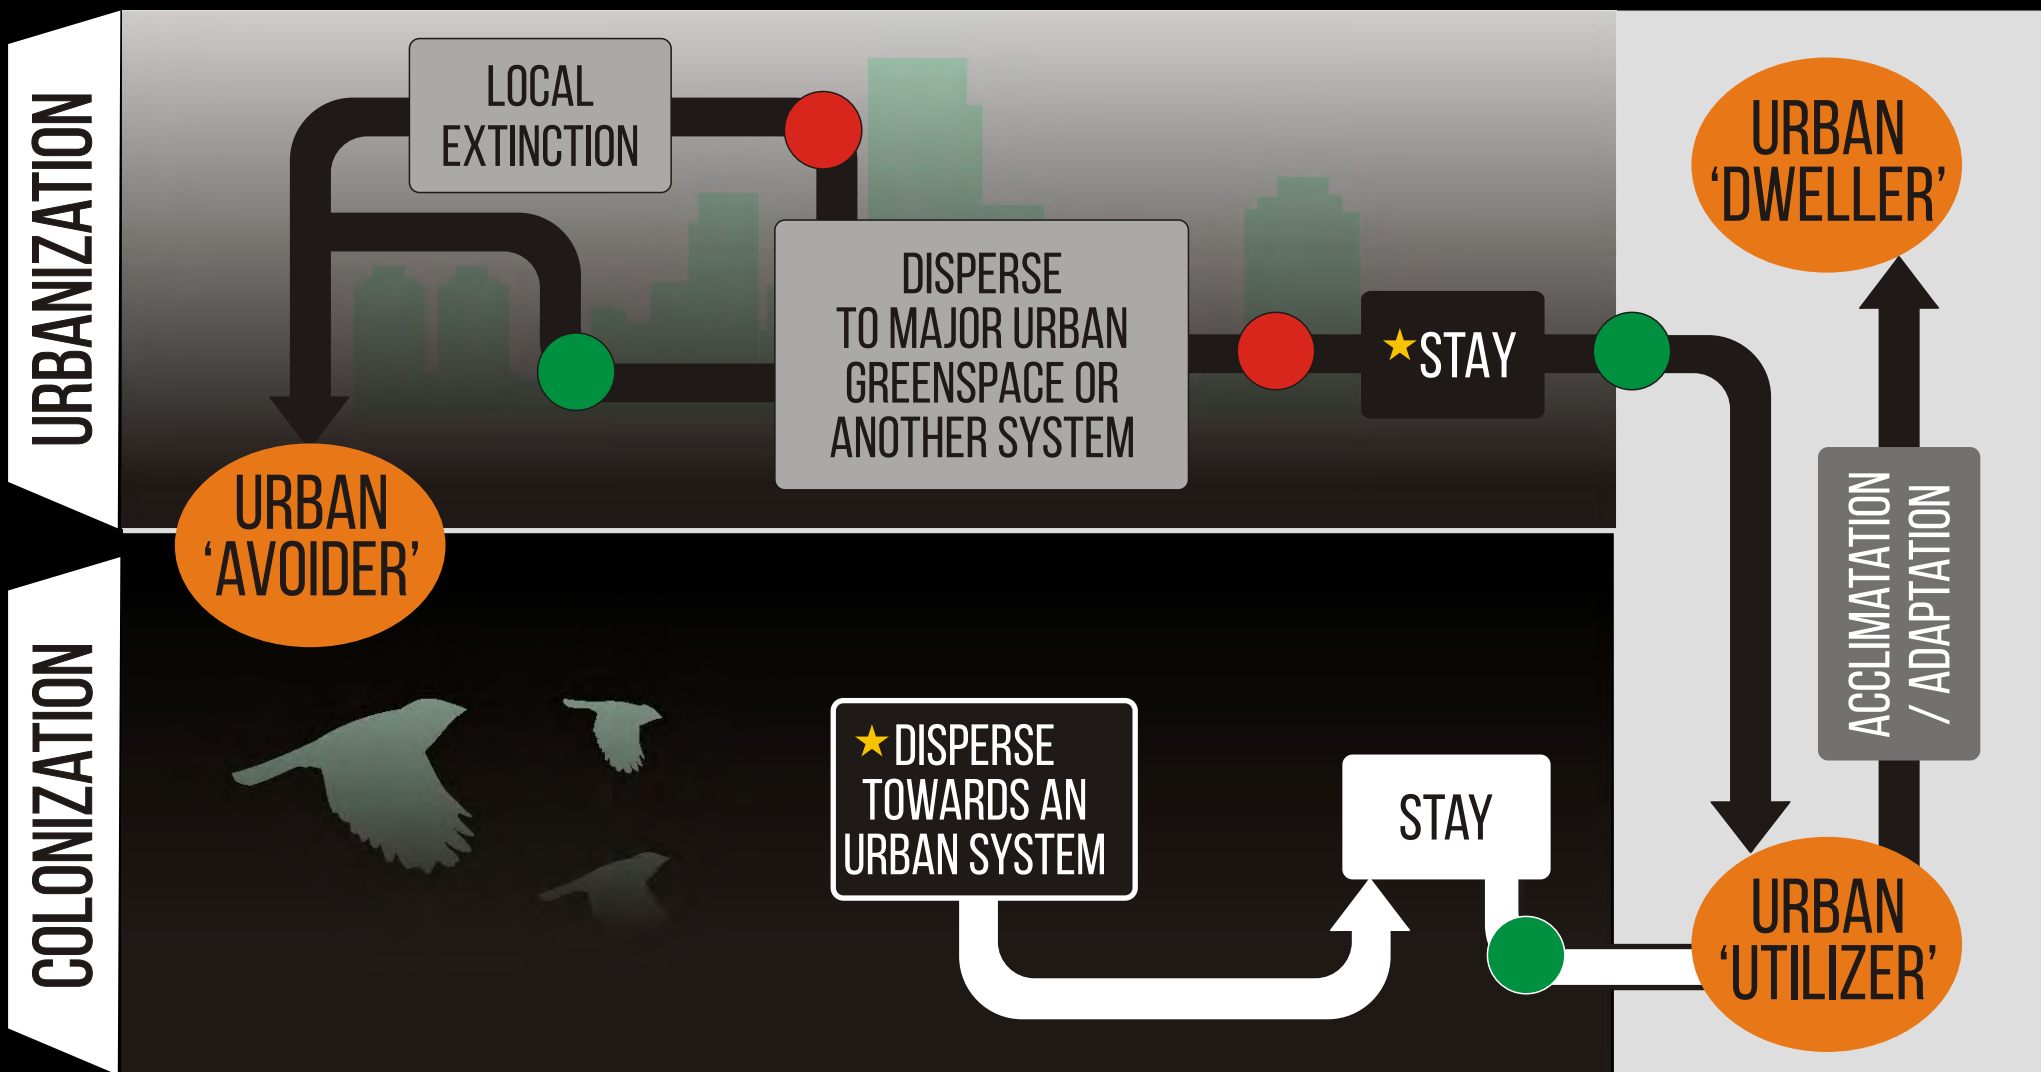 URBANIZATION
LOCAL
EXTINCTION
DISPERSE
TO MAJOR URBAN
GREENSPACE OR
ANOTHER SYSTEM
STAY
URBAN
‘AVOIDER’
URBAN
‘DWELLER’
ACCLIMATATION
/ ADAPTATION
COLONIZATION
DISPERSE
TOWARDS AN
URBAN SYSTEM
STAY
URBAN
‘UTILIZER’